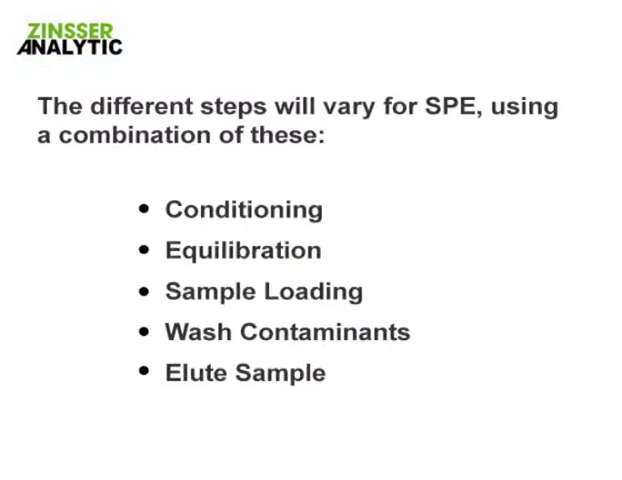 ZINSSER
ANALYTIC
The different steps will vary for SPE, using
a combination of these:
• Conditioning
• Equilibration
• Sample Loading
• Wash Contaminants
• Elute Sample